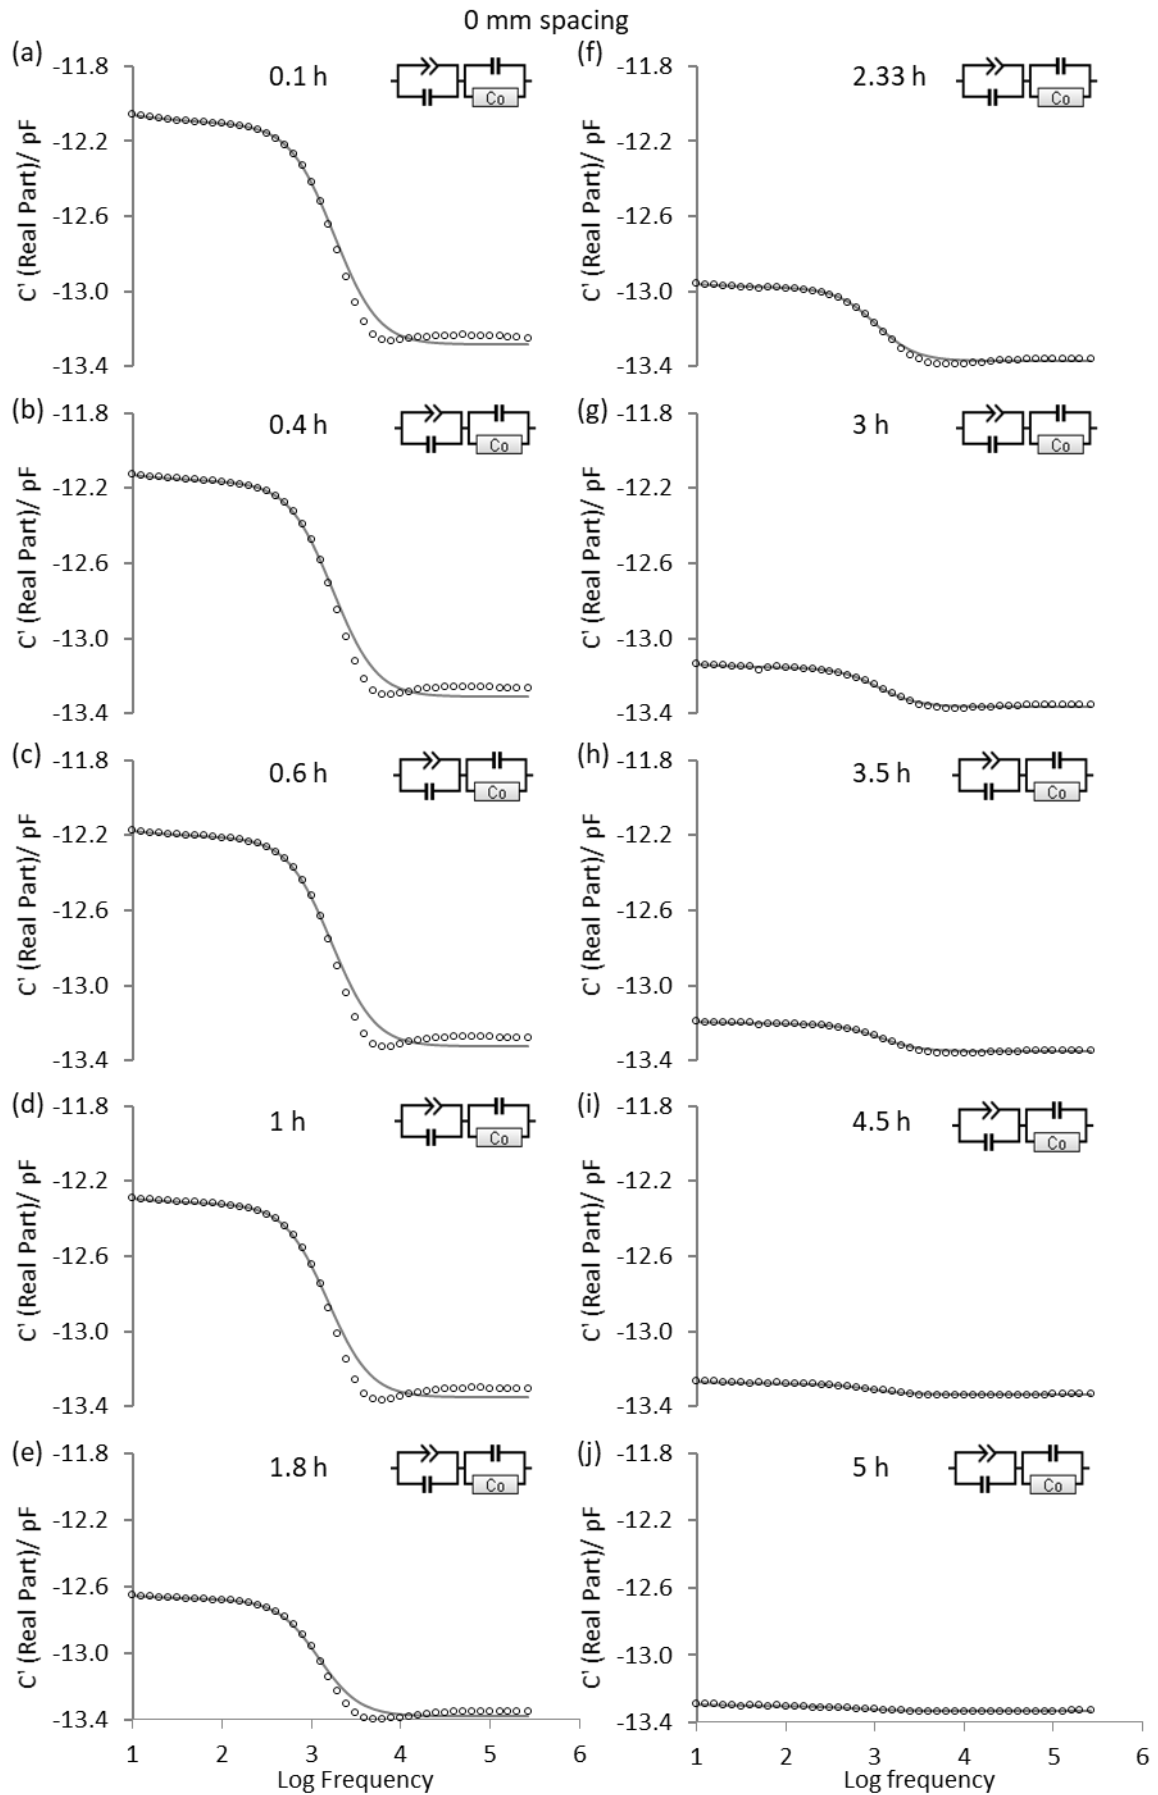 0 mm spacing
(a)
0.1 h
Co
C' (Real Part)/ pF
-11.8
-12.2
-12.6
-13.0
-13.4
(b)
0.4 h
Co
C' (Real Part)/ pF
-11.8
-12.2
-12.6
-13.0
-13.4
(c)
0.6 h
Co
C' (Real Part)/ pF
-11.8
-12.2
-12.6
-13.0
-13.4
(d)
1 h
Co
C' (Real Part)/ pF
-11.8
-12.2
-12.6
-13.0
-13.4
(e)
1.8 h
Co
C' (Real Part)/ pF
-11.8
-12.2
-12.6
-13.0
-13.4
1 2 3 4 5 6
Log Frequency
(f)
2.33 h
Co
C' (Real Part)/ pF
-11.8
-12.2
-12.6
-13.0
-13.4
(g)
3 h
Co
C' (Real Part)/ pF
-11.8
-12.2
-12.6
-13.0
-13.4
(h)
3.5 h
Co
C' (Real Part)/ pF
-11.8
-12.2
-12.6
-13.0
-13.4
(i)
4.5 h
Co
C' (Real Part)/ pF
-11.8
-12.2
-12.6
-13.0
-13.4
(j)
5 h
Co
C' (Real Part)/ pF
-11.8
-12.2
-12.6
-13.0
-13.4
1 2 3 4 5 6
Log frequency